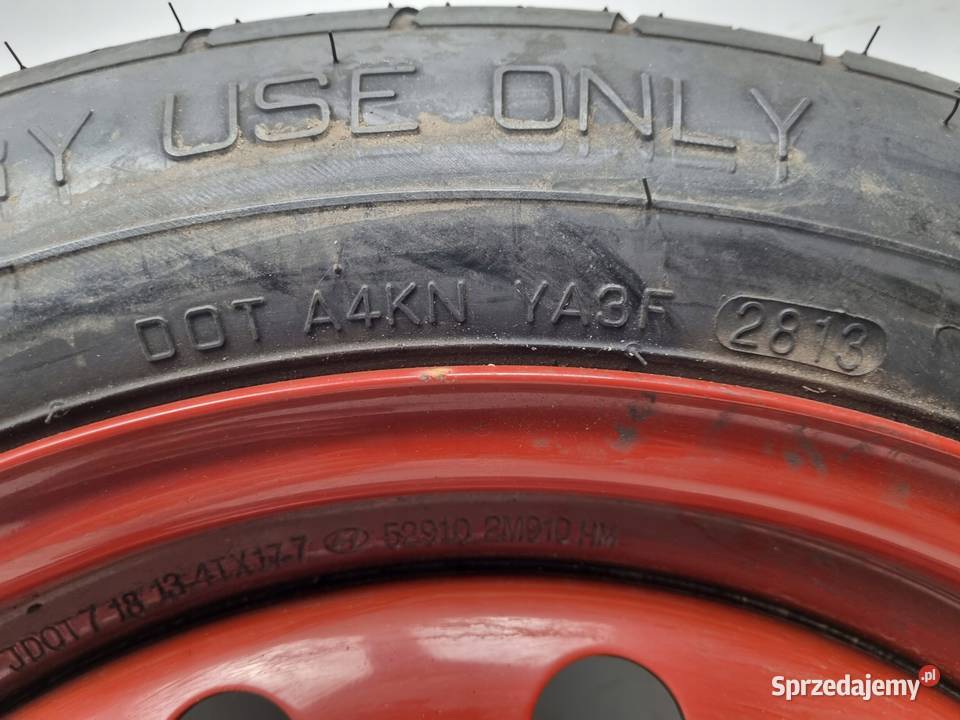 USE ONLY
DOT A4KN YA3F 2813
JDOT 7 18 13-4TX17-7 52910 2M910 HM
Sprzedajemy.pl